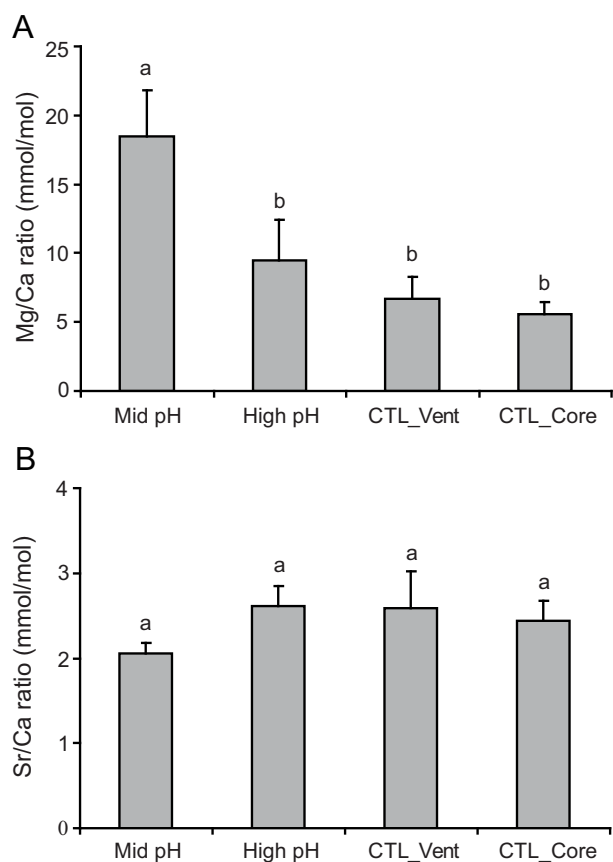 A
Mg/Ca ratio (mmol/mol)
25
20
15
10
5
0
a
b
b
b
Mid pH High pH CTL_Vent CTL_Core
B
Sr/Ca ratio (mmol/mol)
4
3
2
1
0
a
a
a
a
Mid pH High pH CTL_Vent CTL_Core